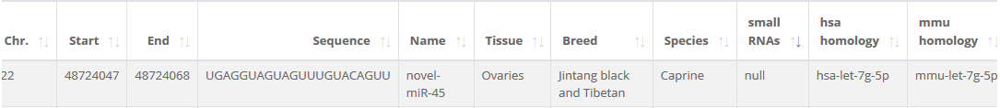 Chr. Start End Sequence Name Tissue Breed Species small RNAs hsa homology mmu homology
22 48724047 48724068 UGAGGUAGUAGUUUGUACAGUU novel-miR-45 Ovaries Jintang black and Tibetan Caprine null hsa-let-7g-5p mmu-let-7g-5p